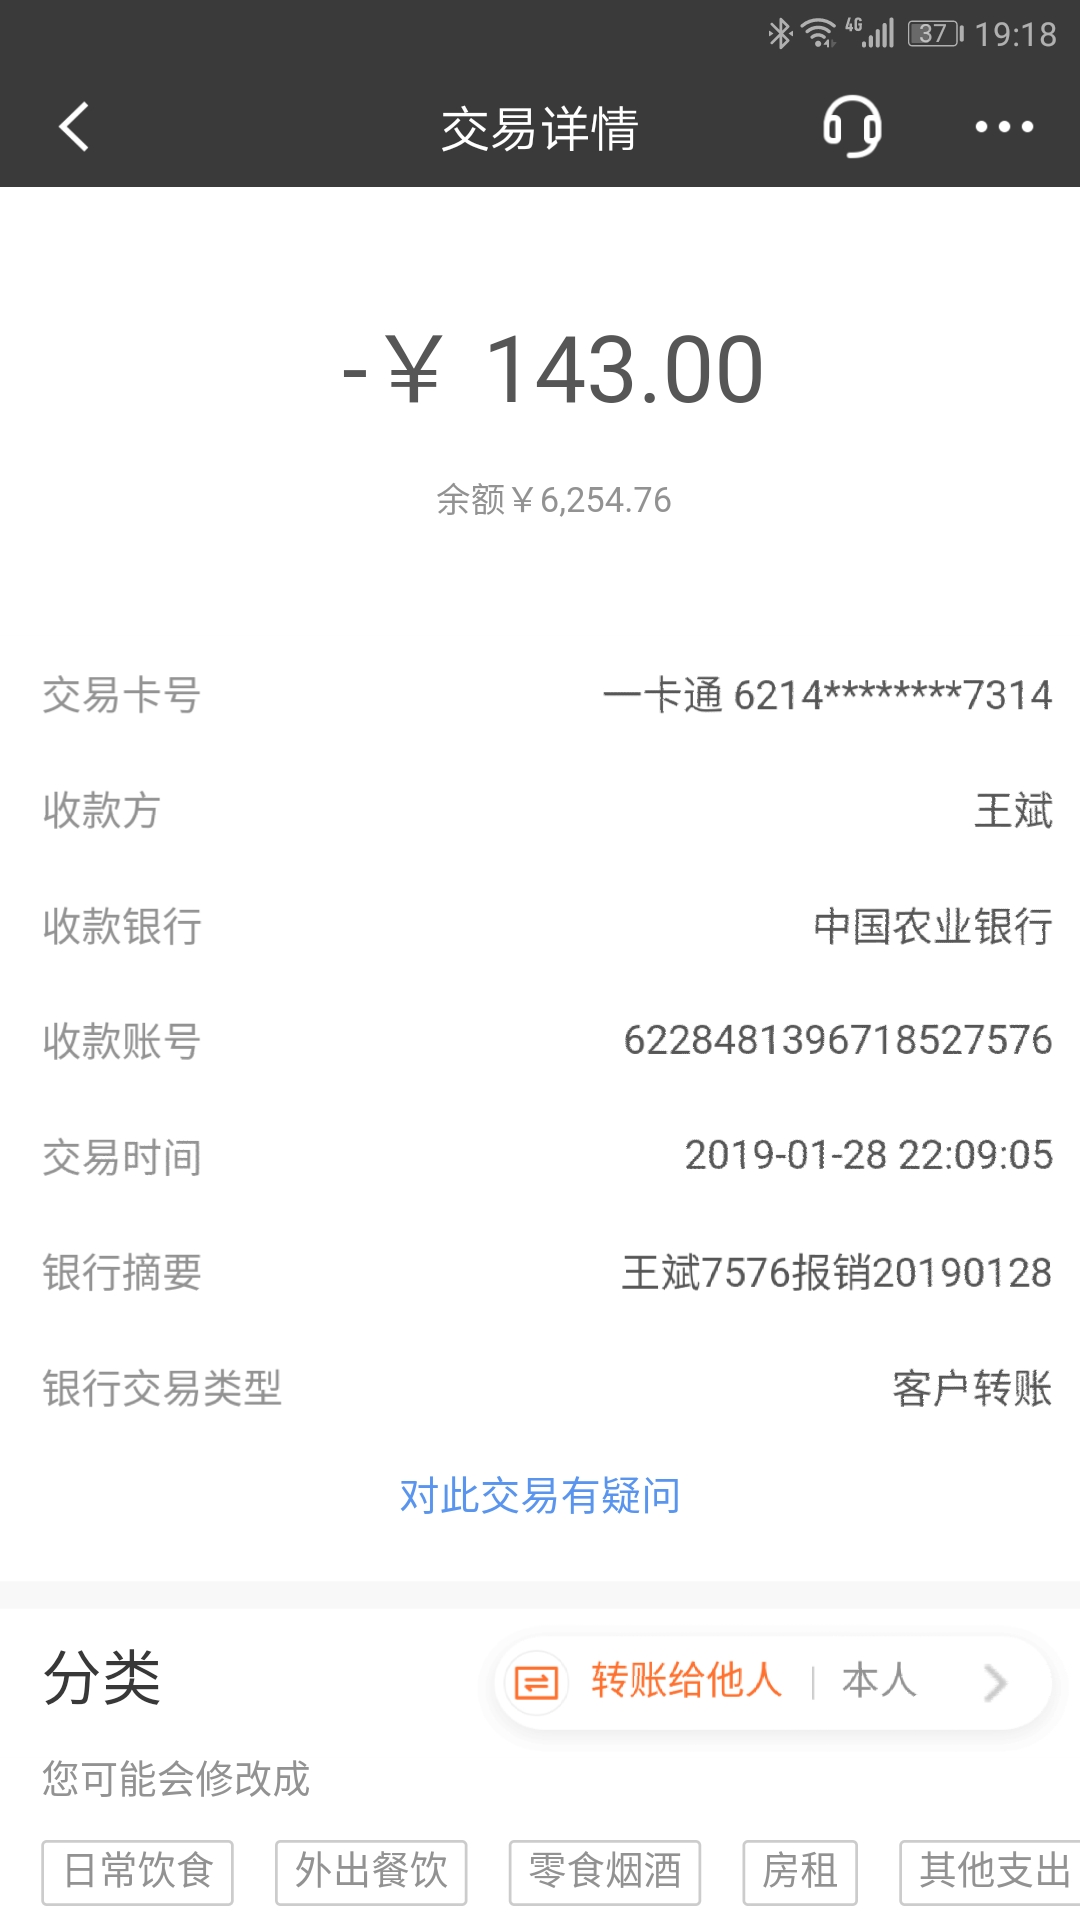 4G 37 19:18
交易详情
-￥ 143.00
余额￥6,254.76
交易卡号 一卡通 6214********7314
收款方 王斌
收款银行 中国农业银行
收款账号 6228481396718527576
交易时间 2019-01-28 22:09:05
银行摘要 王斌7576报销20190128
银行交易类型 客户转账
对此交易有疑问
分类 转账给他人 | 本人
您可能会修改成
日常饮食 外出餐饮 零食烟酒 房租 其他支出